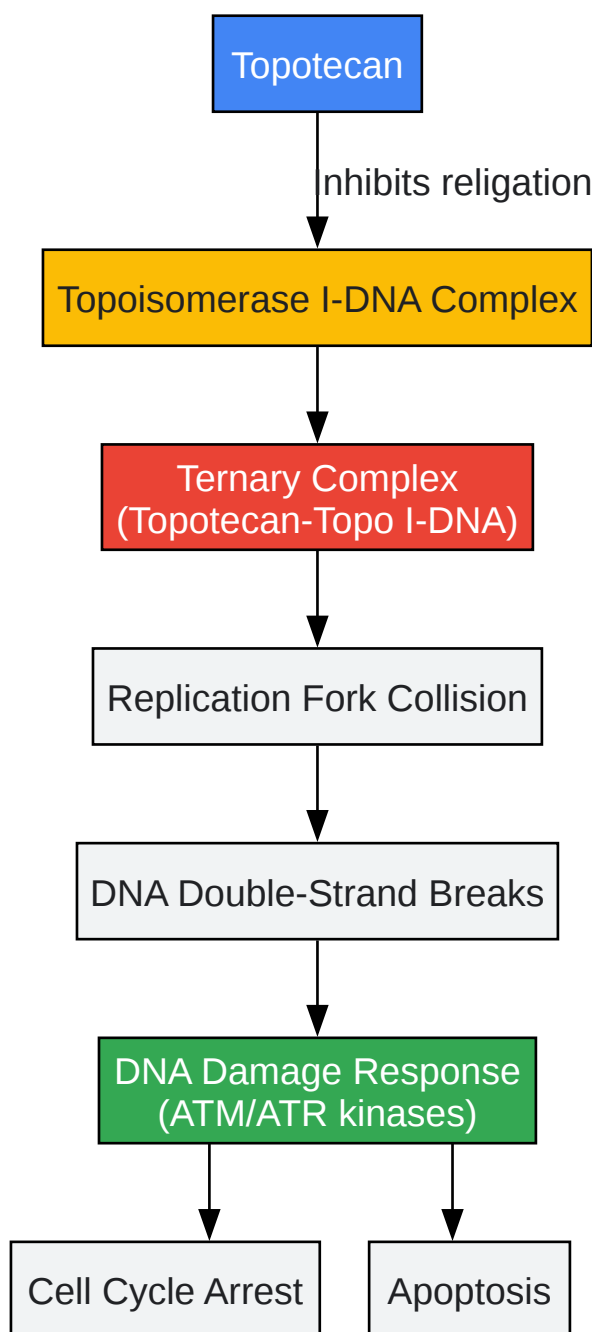 Topotecan
Inhibits religation
Topoisomerase I-DNA Complex
Ternary Complex
(Topotecan-Topo I-DNA)
Replication Fork Collision
DNA Double-Strand Breaks
DNA Damage Response
(ATM/ATR kinases)
Cell Cycle Arrest
Apoptosis